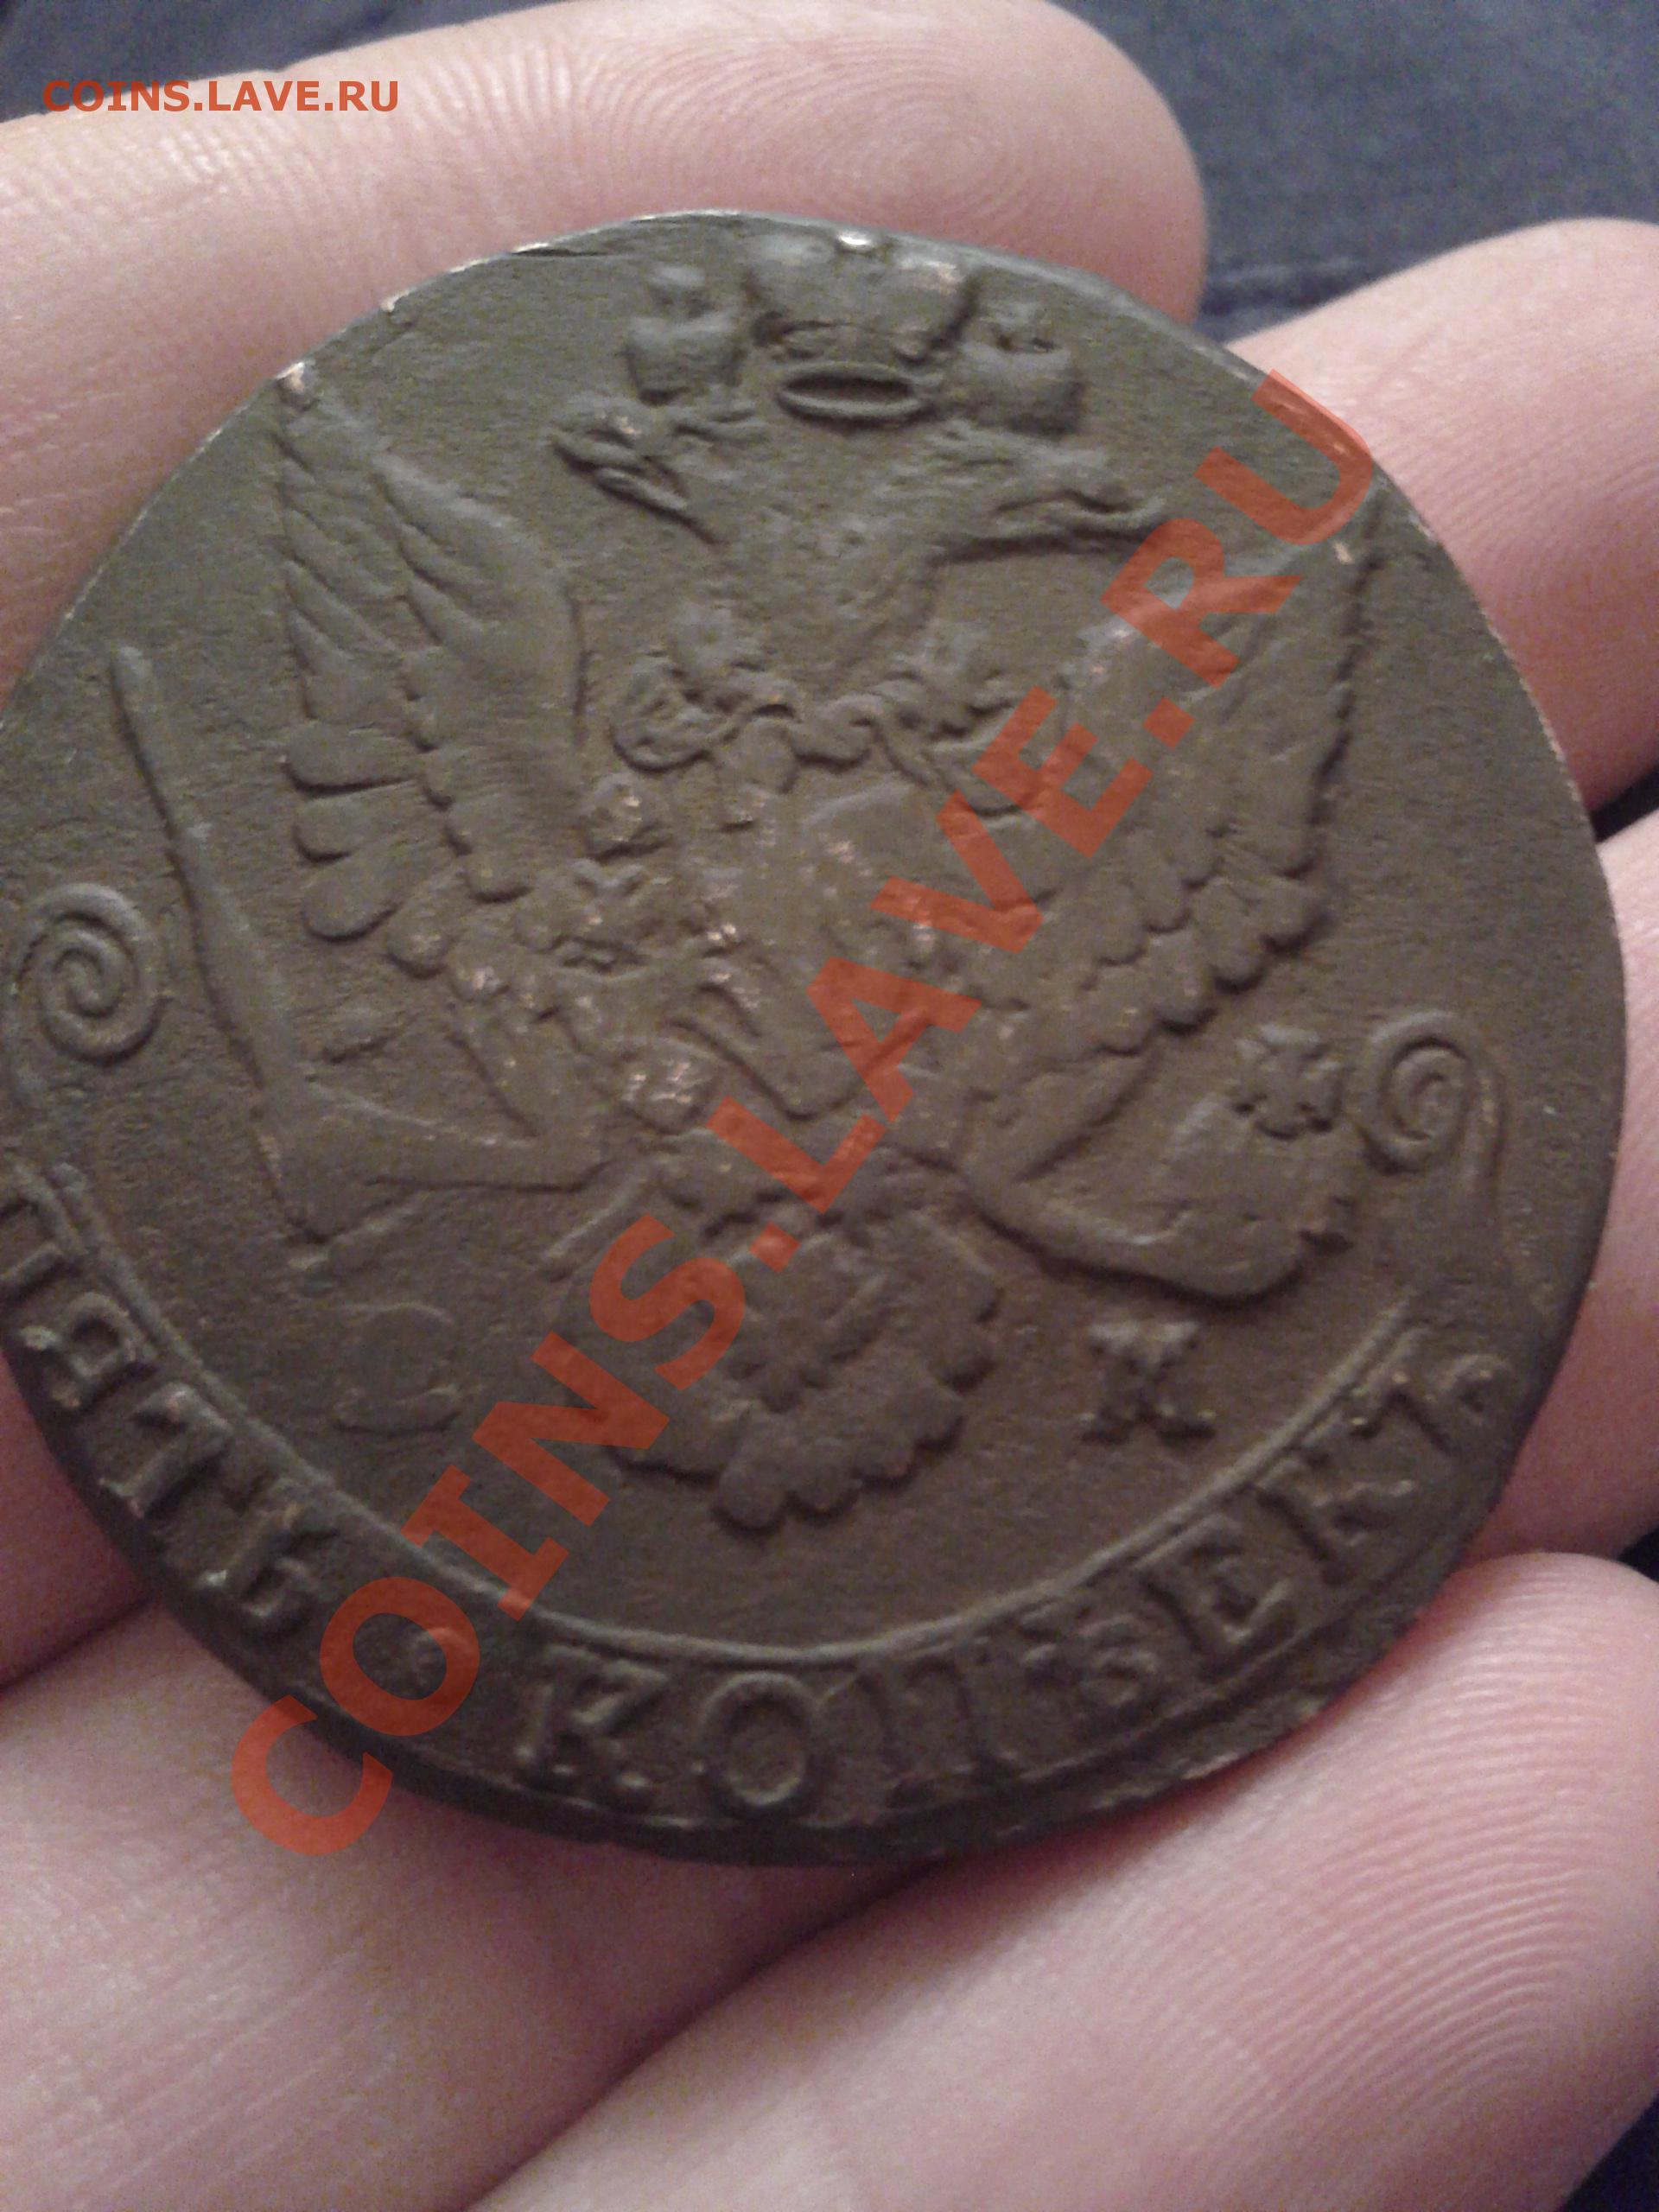 COINS.LAVE.RU
COINS.LAVE.RU
С М
ПЯТЬ · КОПѢЕКЪ